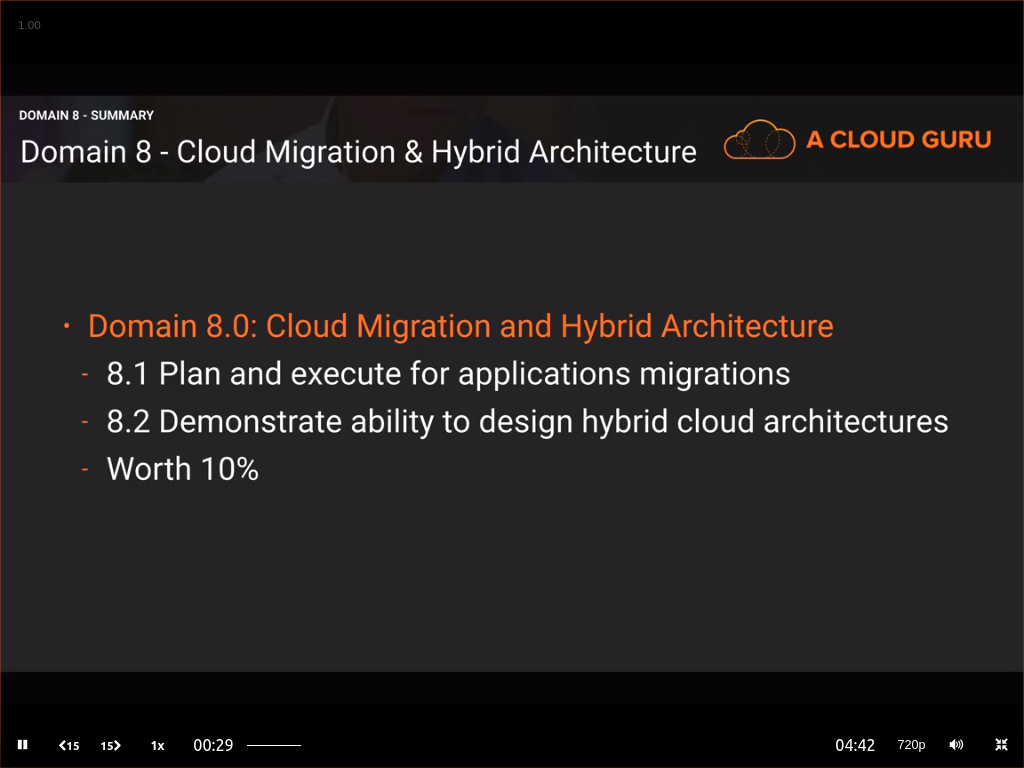 1.00
DOMAIN 8 - SUMMARY
Domain 8 - Cloud Migration & Hybrid Architecture
A CLOUD GURU
• Domain 8.0: Cloud Migration and Hybrid Architecture
- 8.1 Plan and execute for applications migrations
- 8.2 Demonstrate ability to design hybrid cloud architectures
- Worth 10%
15 15 1x 00:29 04:42 720p